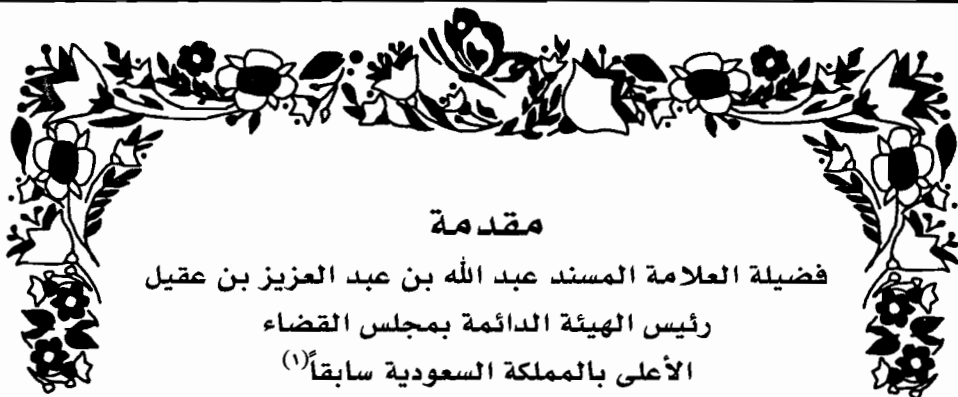 مقدمة
فضيلة العلامة المسند عبد الله بن عبد العزيز بن عقيل
رئيس الهيئة الدائمة بمجلس القضاء
الأعلى بالمملكة السعودية سابقاً(١)